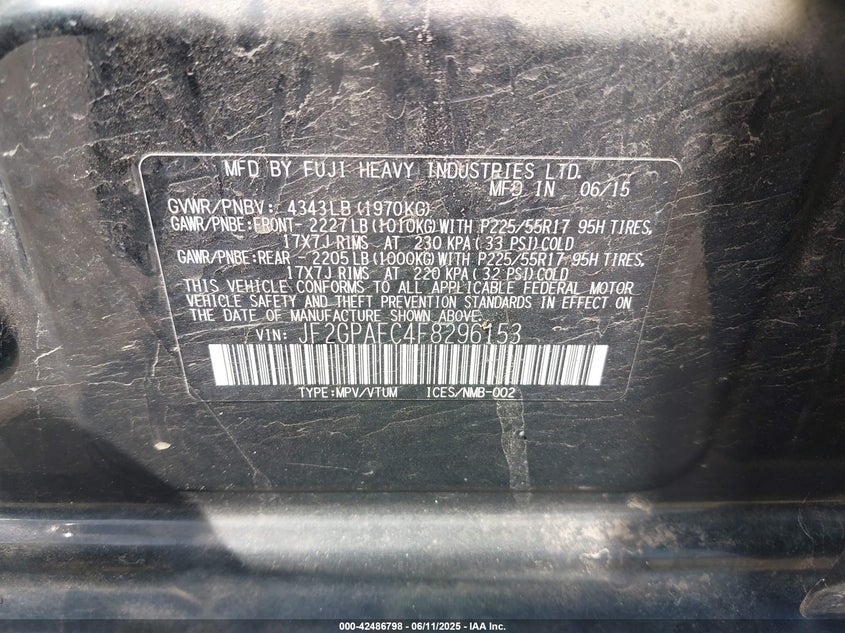 MFD BY FUJI HEAVY INDUSTRIES LTD.
MFD IN 06/15
GVWR/PNBV: 4343LB(1970KG)
GAWR/PNBE:FRONT- 2227LB(1010KG)WITH P225/55R17 95H TIRES,
17X7J RIMS AT 230 KPA(33 PSI)COLD
GAWR/PNBE:REAR - 2205LB(1000KG)WITH P225/55R17 95H TIRES,
17X7J RIMS AT 220 KPA(32 PSI)COLD
THIS VEHICLE CONFORMS TO ALL APPLICABLE FEDERAL MOTOR
VEHICLE SAFETY AND THEFT PREVENTION STANDARDS IN EFFECT ON
THE DATE OF MANUFACTURE SHOWN ABOVE.
VIN: JF2GPAFC4F8296153
TYPE:MPV/VTUM ICES/NMB-002
000-42486798 - 06/11/2025 - IAA Inc.